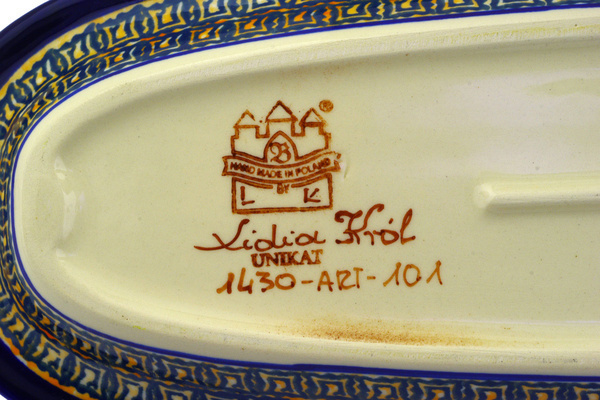 ®
B
HAND MADE IN POLAND
BY
L K
Lidia Król
UNIKAT
1430-ART-101